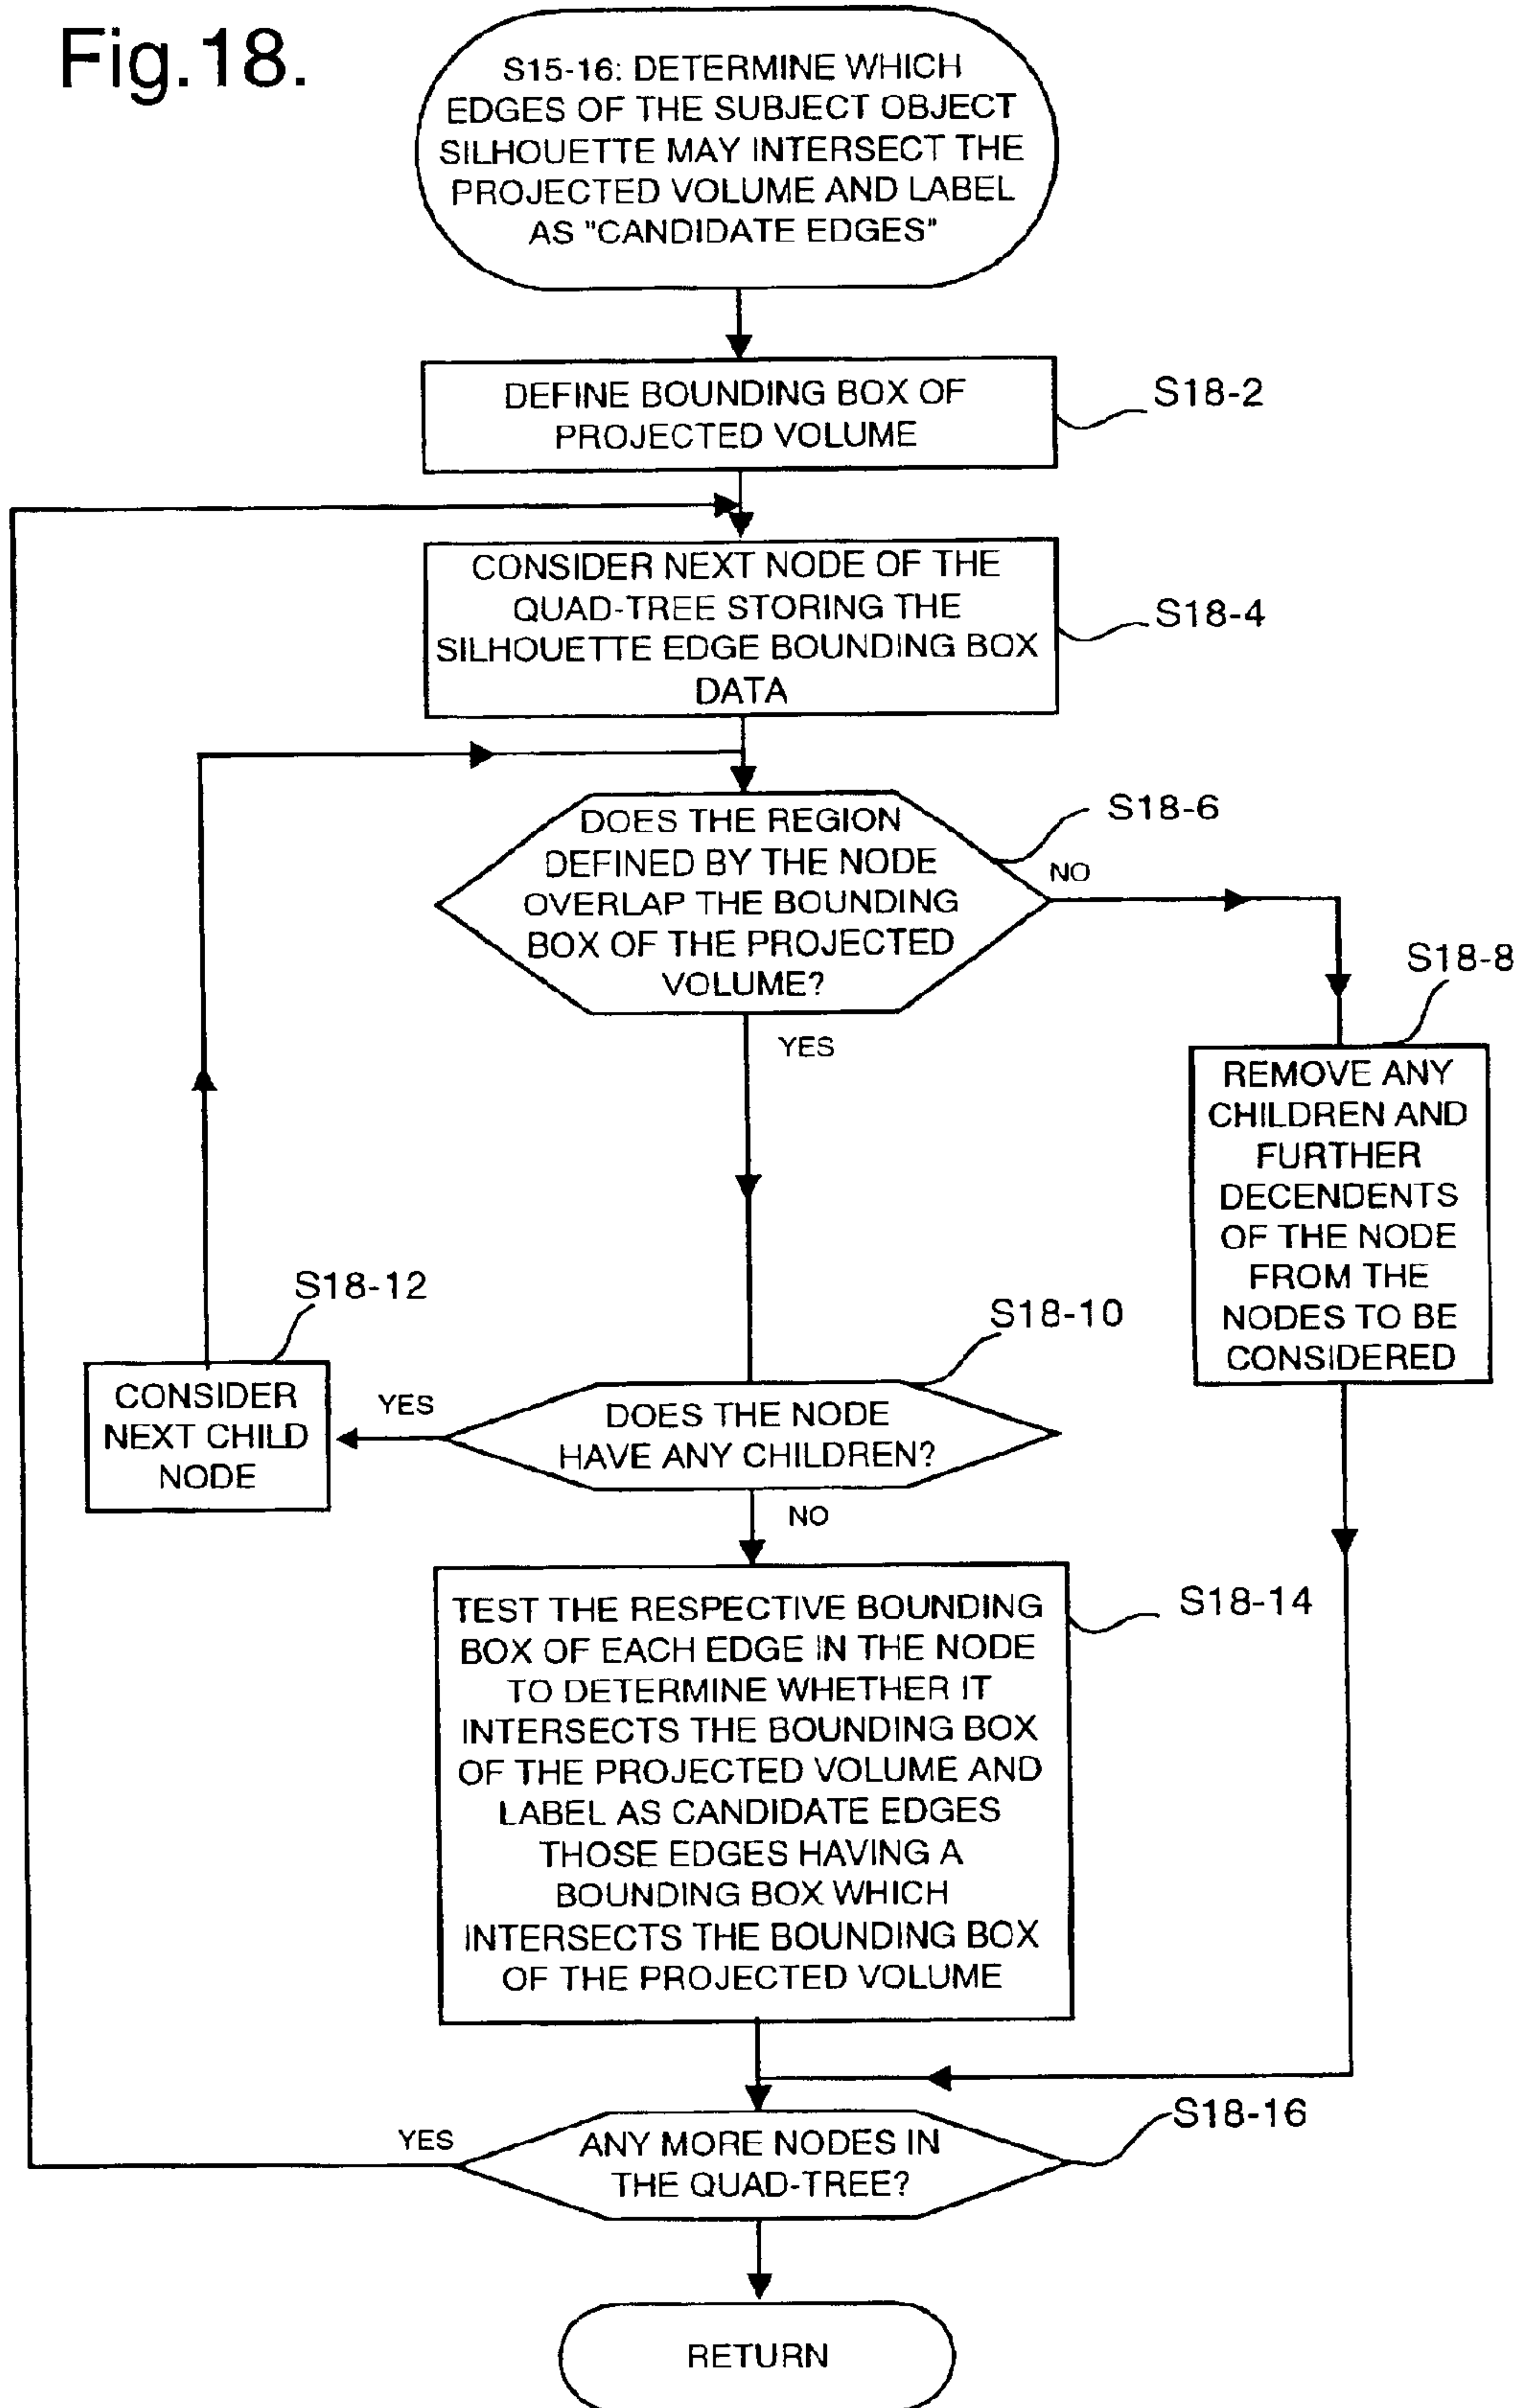 Fig.18.
S15-16: DETERMINE WHICH
EDGES OF THE SUBJECT OBJECT
SILHOUETTE MAY INTERSECT THE
PROJECTED VOLUME AND LABEL
AS "CANDIDATE EDGES"
DEFINE BOUNDING BOX OF
PROJECTED VOLUME
S18-2
CONSIDER NEXT NODE OF THE
QUAD-TREE STORING THE
SILHOUETTE EDGE BOUNDING BOX
DATA
S18-4
DOES THE REGION
DEFINED BY THE NODE
OVERLAP THE BOUNDING
BOX OF THE PROJECTED
VOLUME?
S18-6
NO
YES
S18-8
REMOVE ANY
CHILDREN AND
FURTHER
DECENDENTS
OF THE NODE
FROM THE
NODES TO BE
CONSIDERED
S18-10
DOES THE NODE
HAVE ANY CHILDREN?
YES
S18-12
CONSIDER
NEXT CHILD
NODE
NO
TEST THE RESPECTIVE BOUNDING
BOX OF EACH EDGE IN THE NODE
TO DETERMINE WHETHER IT
INTERSECTS THE BOUNDING BOX
OF THE PROJECTED VOLUME AND
LABEL AS CANDIDATE EDGES
THOSE EDGES HAVING A
BOUNDING BOX WHICH
INTERSECTS THE BOUNDING BOX
OF THE PROJECTED VOLUME
S18-14
S18-16
YES
ANY MORE NODES IN
THE QUAD-TREE?
RETURN